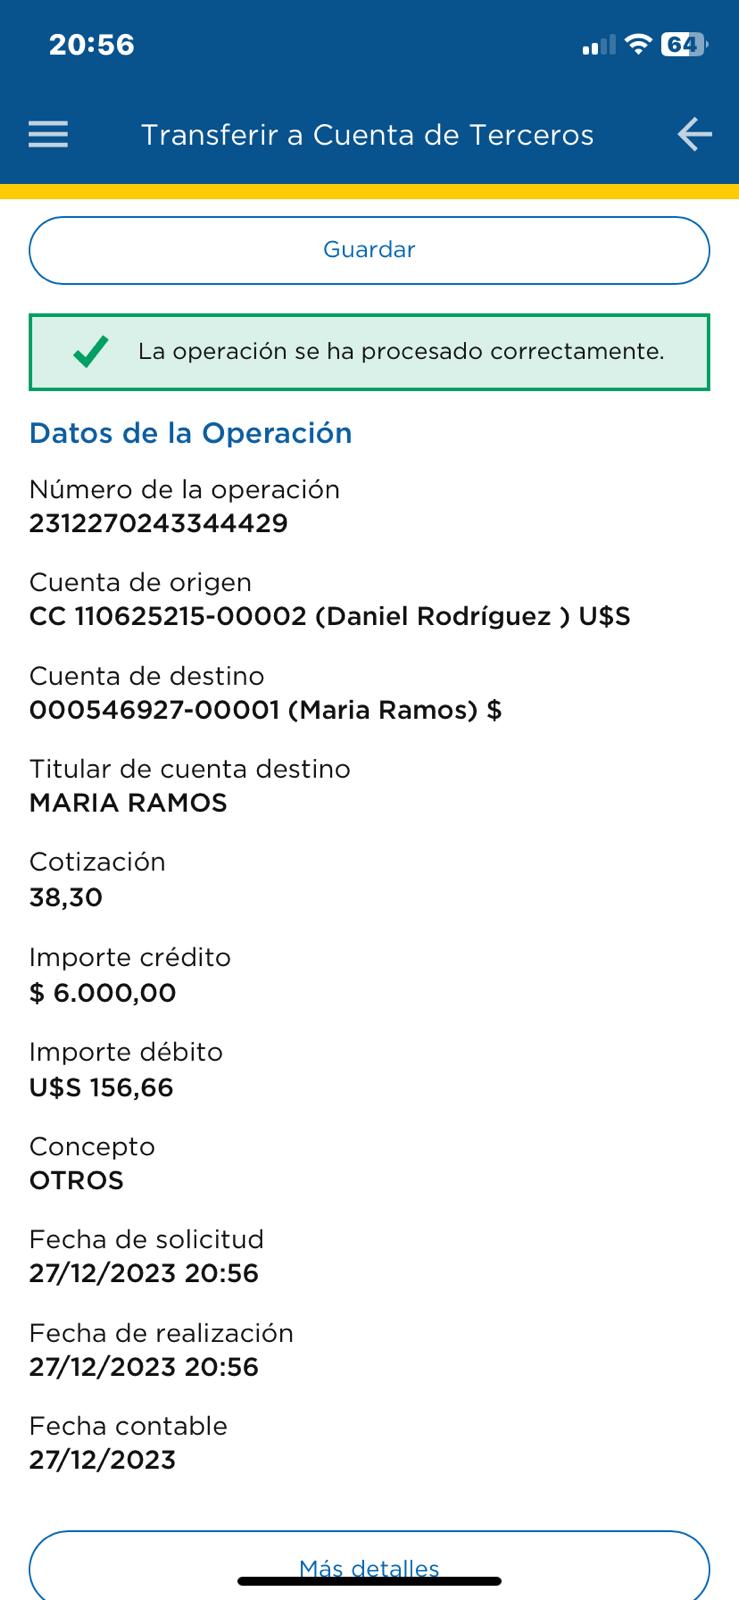 20:56
64
Transferir a Cuenta de Terceros
Guardar
La operación se ha procesado correctamente.
Datos de la Operación
Número de la operación
2312270243344429
Cuenta de origen
CC 110625215-00002 (Daniel Rodríguez ) U$S
Cuenta de destino
000546927-00001 (Maria Ramos) $
Titular de cuenta destino
MARIA RAMOS
Cotización
38,30
Importe crédito
$ 6.000,00
Importe débito
U$S 156,66
Concepto
OTROS
Fecha de solicitud
27/12/2023 20:56
Fecha de realización
27/12/2023 20:56
Fecha contable
27/12/2023
Más detalles